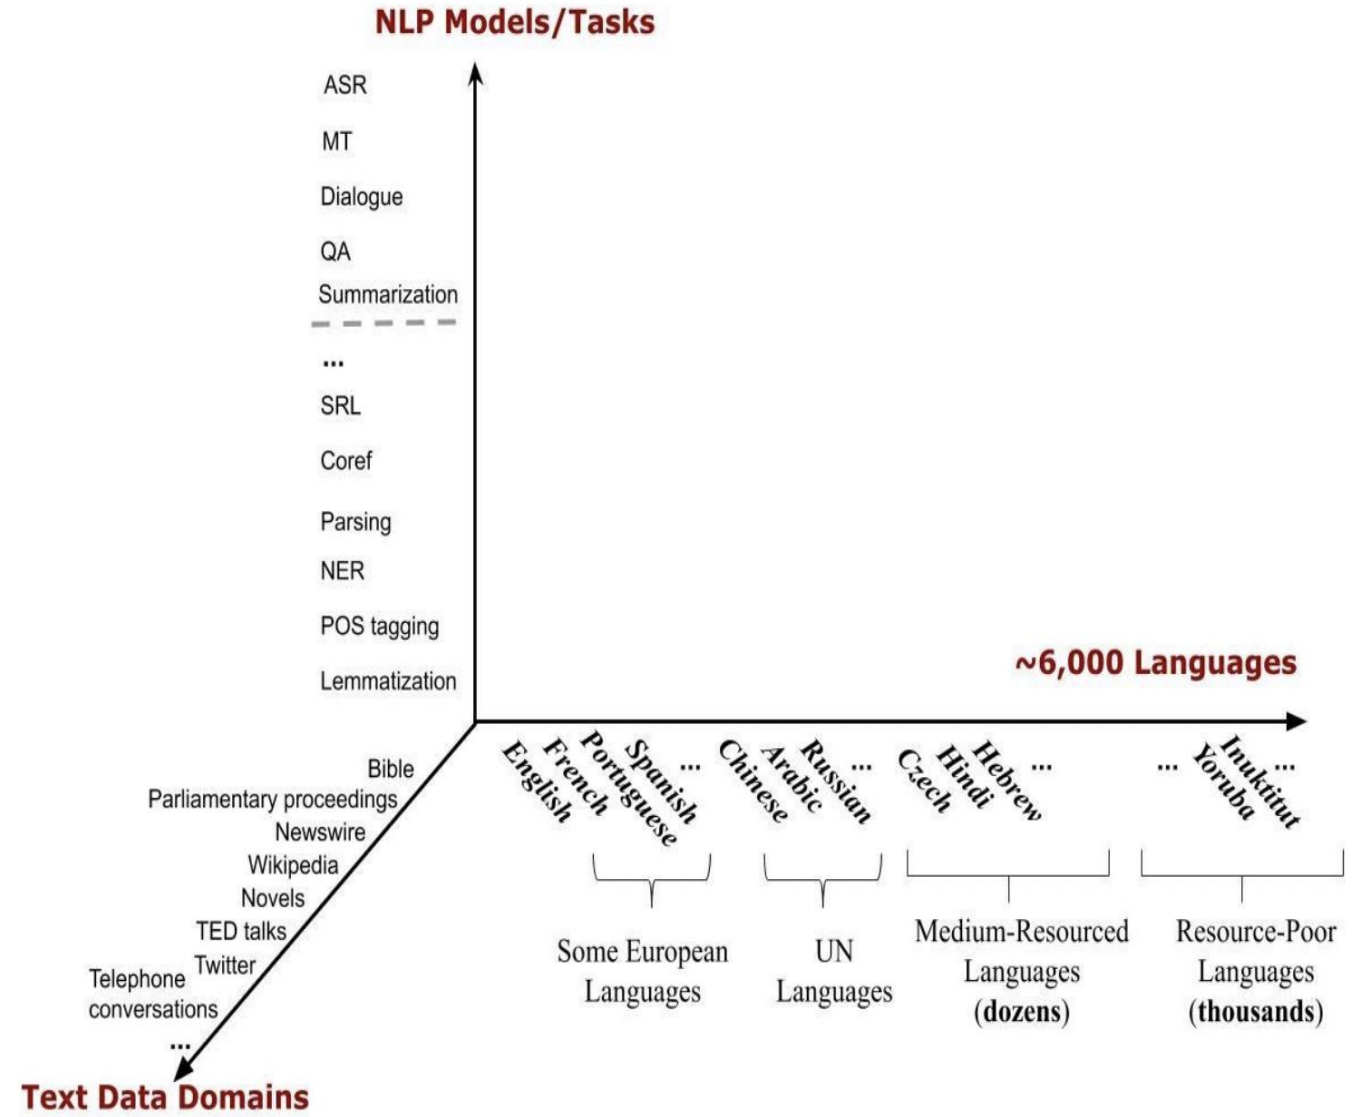 NLP Models/Tasks
ASR
MT
Dialogue
QA
Summarization
...
SRL
Coref
Parsing
NER
POS tagging
Lemmatization
~6,000 Languages
English
French
Portuguese
Spanish
...
Chinese
Arabic
Russian
...
Czech
Hindi
Hebrew
...
...
Yoruba
Inuktitut
...
Some European
Languages
UN
Languages
Medium-Resourced
Languages
(dozens)
Resource-Poor
Languages
(thousands)
Bible
Parliamentary proceedings
Newswire
Wikipedia
Novels
TED talks
Twitter
Telephone
conversations
...
Text Data Domains